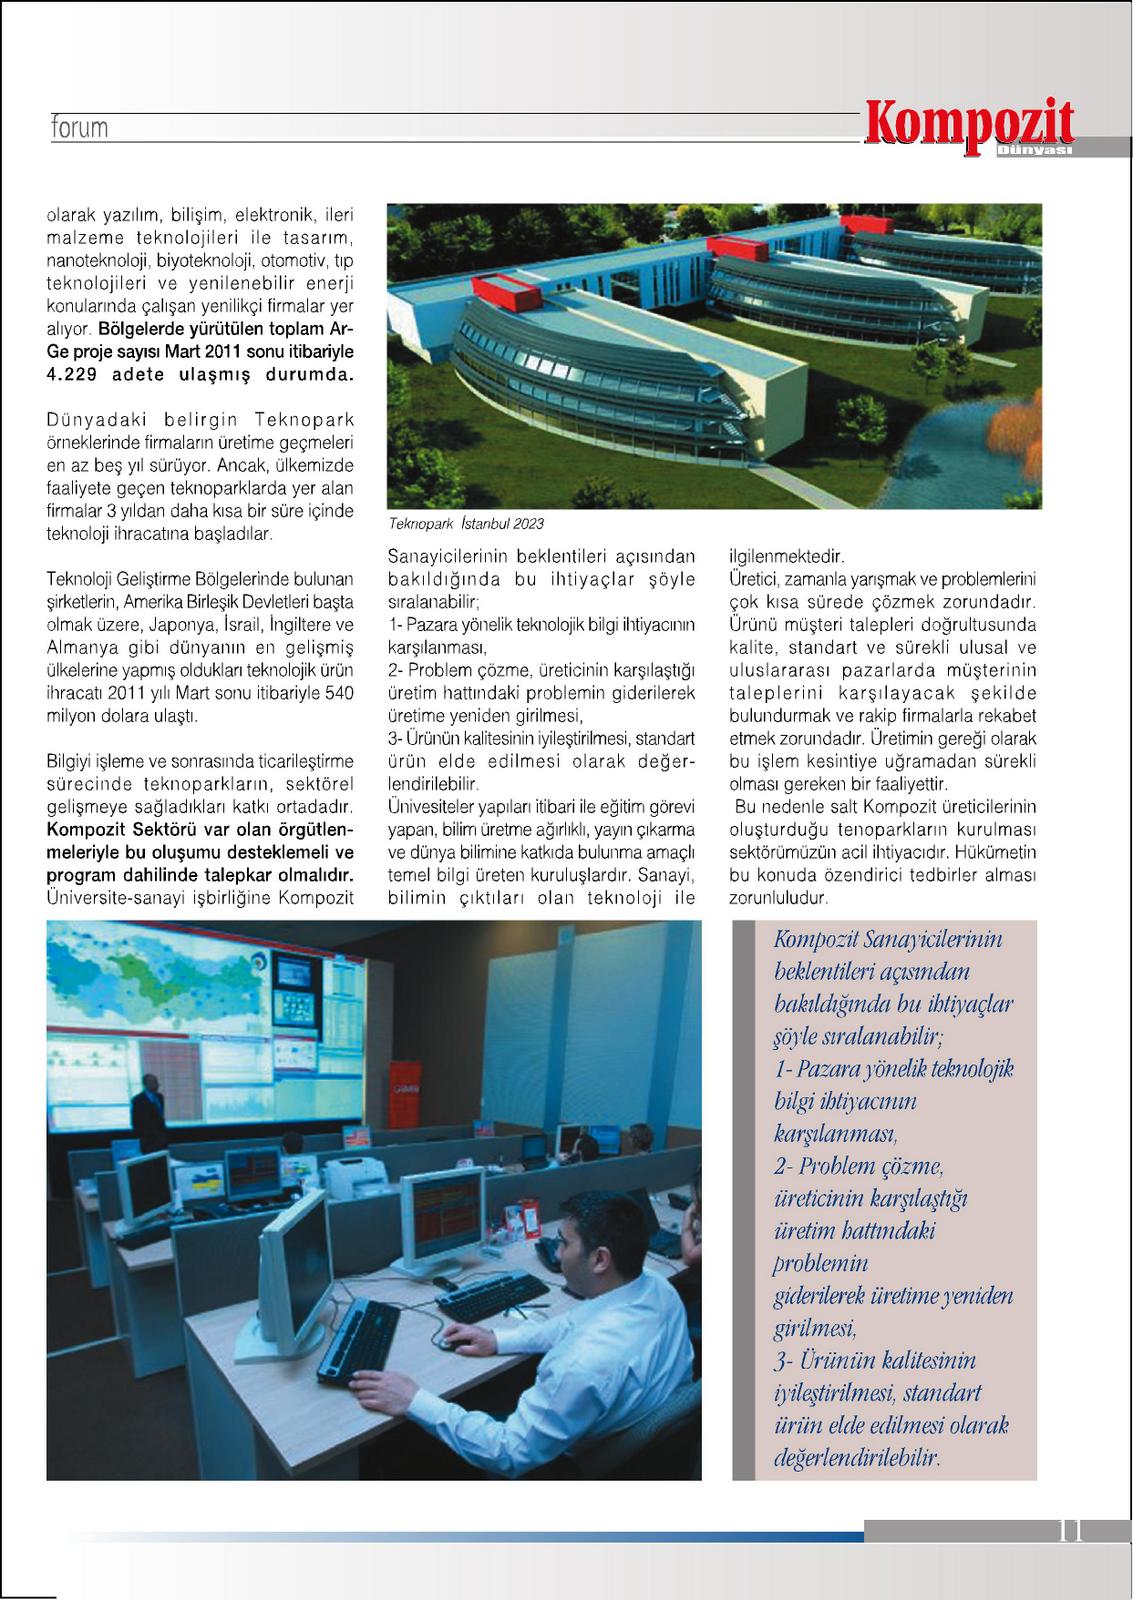 forum
Kompozit
Dünyası
olarak yazılım, bilişim, elektronik, ileri
malzeme teknolojileri ile tasarım,
nanoteknoloji, biyoteknoloji, otomotiv, tıp
teknolojileri ve yenilenebilir enerji
konularında çalışan yenilikçi firmalar yer
alıyor. Bölgelerde yürütülen toplam Ar-
Ge proje sayısı Mart 2011 sonu itibariyle
4.229 adete ulaşmış durumda.
Dünyadaki belirgin Teknopark
örneklerinde firmaların üretime geçmeleri
en az beş yıl sürüyor. Ancak, ülkemizde
faaliyete geçen teknoparklarda yer alan
firmalar 3 yıldan daha kısa bir süre içinde
teknoloji ihracatına başladılar.
Teknoloji Geliştirme Bölgelerinde bulunan
şirketlerin, Amerika Birleşik Devletleri başta
olmak üzere, Japonya, İsrail, İngiltere ve
Almanya gibi dünyanın en gelişmiş
ülkelerine yapmış oldukları teknolojik ürün
ihracatı 2011 yılı Mart sonu itibariyle 540
milyon dolara ulaştı.
Bilgiyi işleme ve sonrasında ticarileştirme
sürecinde teknoparkların, sektörel
gelişmeye sağladıkları katkı ortadadır.
Kompozit Sektörü var olan örgütlen-
meleriyle bu oluşumu desteklemeli ve
program dahilinde talepkar olmalıdır.
Üniversite-sanayi işbirliğine Kompozit
Teknopark İstanbul 2023
Sanayicilerinin beklentileri açısından
bakıldığında bu ihtiyaçlar şöyle
sıralanabilir;
1- Pazara yönelik teknolojik bilgi ihtiyacının
karşılanması,
2- Problem çözme, üreticinin karşılaştığı
üretim hattındaki problemin giderilerek
üretime yeniden girilmesi,
3- Ürünün kalitesinin iyileştirilmesi, standart
ürün elde edilmesi olarak değer-
lendirilebilir.
Ünivesiteler yapıları itibari ile eğitim görevi
yapan, bilim üretme ağırlıklı, yayın çıkarma
ve dünya bilimine katkıda bulunma amaçlı
temel bilgi üreten kuruluşlardır. Sanayi,
bilimin çıktıları olan teknoloji ile
ilgilenmektedir.
Üretici, zamanla yarışmak ve problemlerini
çok kısa sürede çözmek zorundadır.
Ürünü müşteri talepleri doğrultusunda
kalite, standart ve sürekli ulusal ve
uluslararası pazarlarda müşterinin
taleplerini karşılayacak şekilde
bulundurmak ve rakip firmalarla rekabet
etmek zorundadır. Üretimin gereği olarak
bu işlem kesintiye uğramadan sürekli
olması gereken bir faaliyettir.
Bu nedenle salt Kompozit üreticilerinin
oluşturduğu tenoparkların kurulması
sektörümüzün acil ihtiyacıdır. Hükümetin
bu konuda özendirici tedbirler alması
zorunluludur.
Kompozit Sanayicilerinin
beklentileri açısından
bakıldığında bu ihtiyaçlar
şöyle sıralanabilir;
1- Pazara yönelik teknolojik
bilgi ihtiyacının
karşılanması,
2- Problem çözme,
üreticinin karşılaştığı
üretim hattındaki
problemin
giderilerek üretime yeniden
girilmesi,
3- Ürünün kalitesinin
iyileştirilmesi, standart
ürün elde edilmesi olarak
değerlendirilebilir.
11